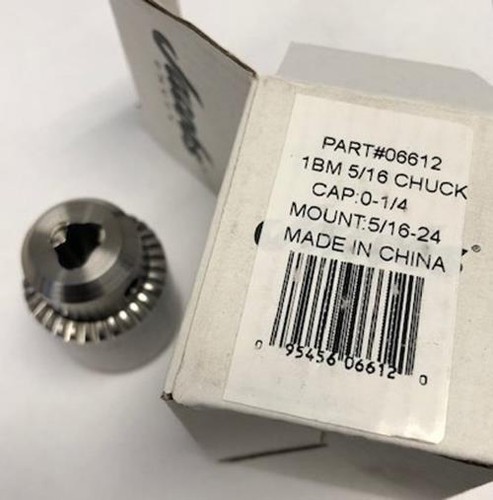 Jacobs
PART#06612
1BM 5/16 CHUCK
CAP:0-1/4
MOUNT:5/16-24
MADE IN CHINA
0 95456 06612 0